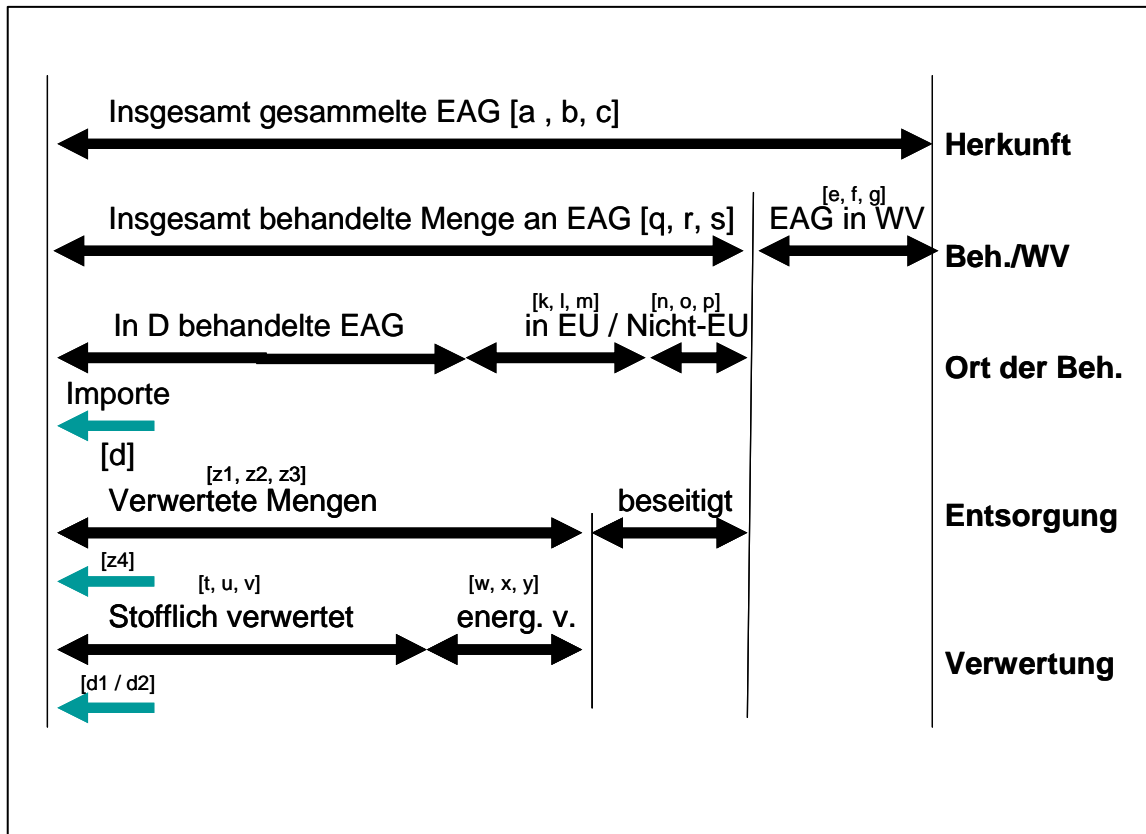 Insgesamt gesammelte EAG [a , b, c]
Herkunft
[e, f, g]
Insgesamt behandelte Menge an EAG [q, r, s] EAG in WV
Beh./WV
[k, l, m] [n, o, p]
In D behandelte EAG in EU / Nicht-EU
Ort der Beh.
Importe
[d]
[z1, z2, z3]
Verwertete Mengen beseitigt
Entsorgung
[z4]
[t, u, v] [w, x, y]
Stofflich verwertet energ. v.
Verwertung
[d1 / d2]